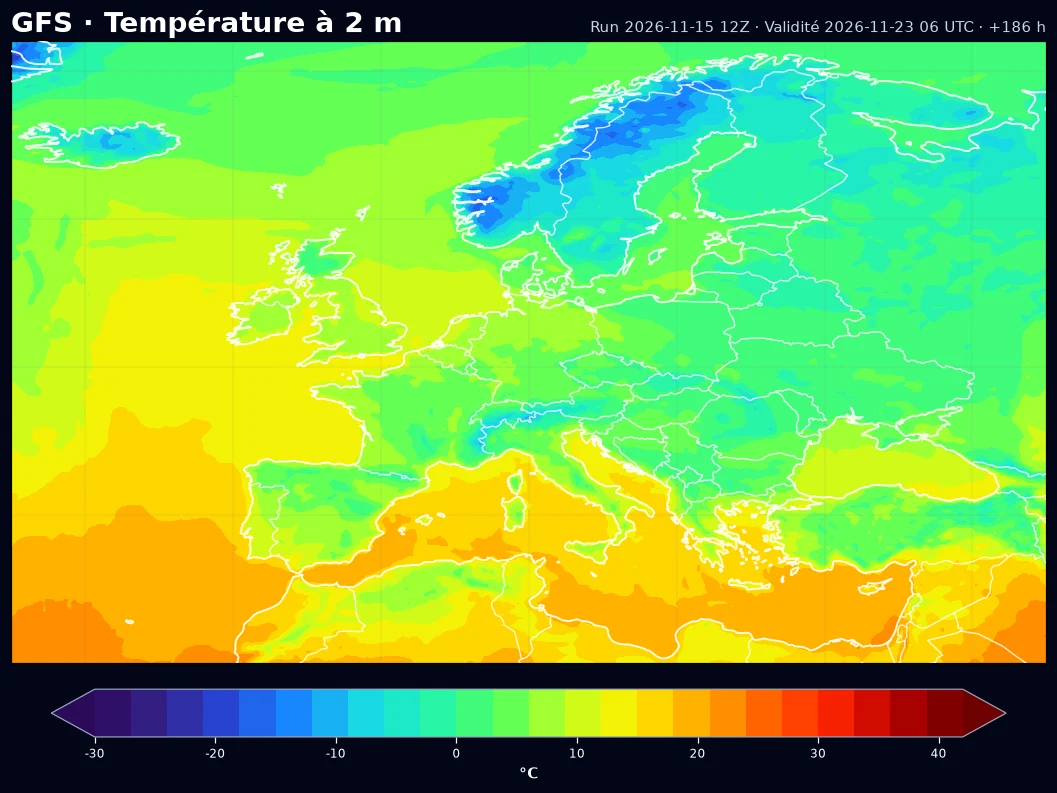 GFS · Température à 2 m
Run 2026-11-15 12Z · Validité 2026-11-23 06 UTC · +186 h
-30 -20 -10 0 10 20 30 40
°C